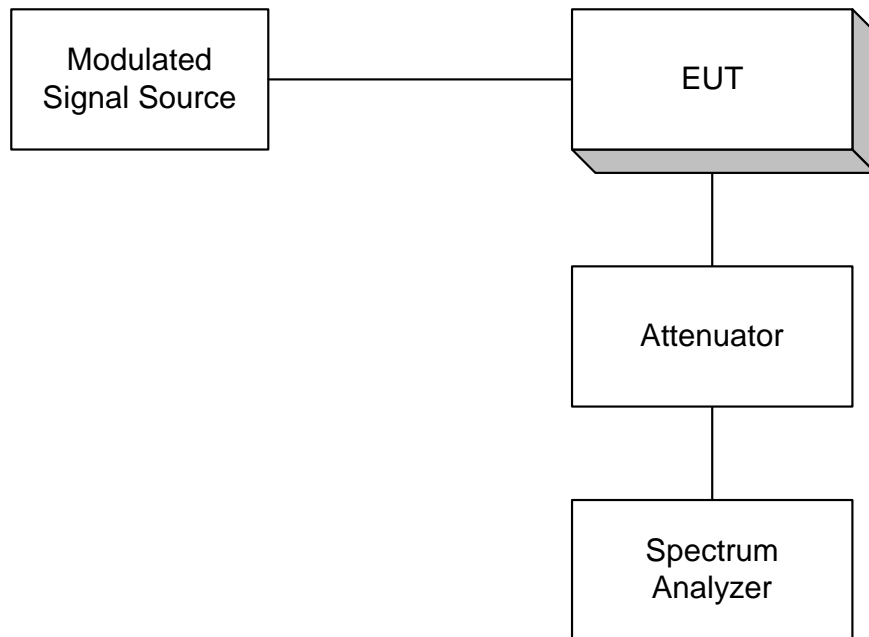 Modulated
Signal Source
EUT
Attenuator
Spectrum
Analyzer